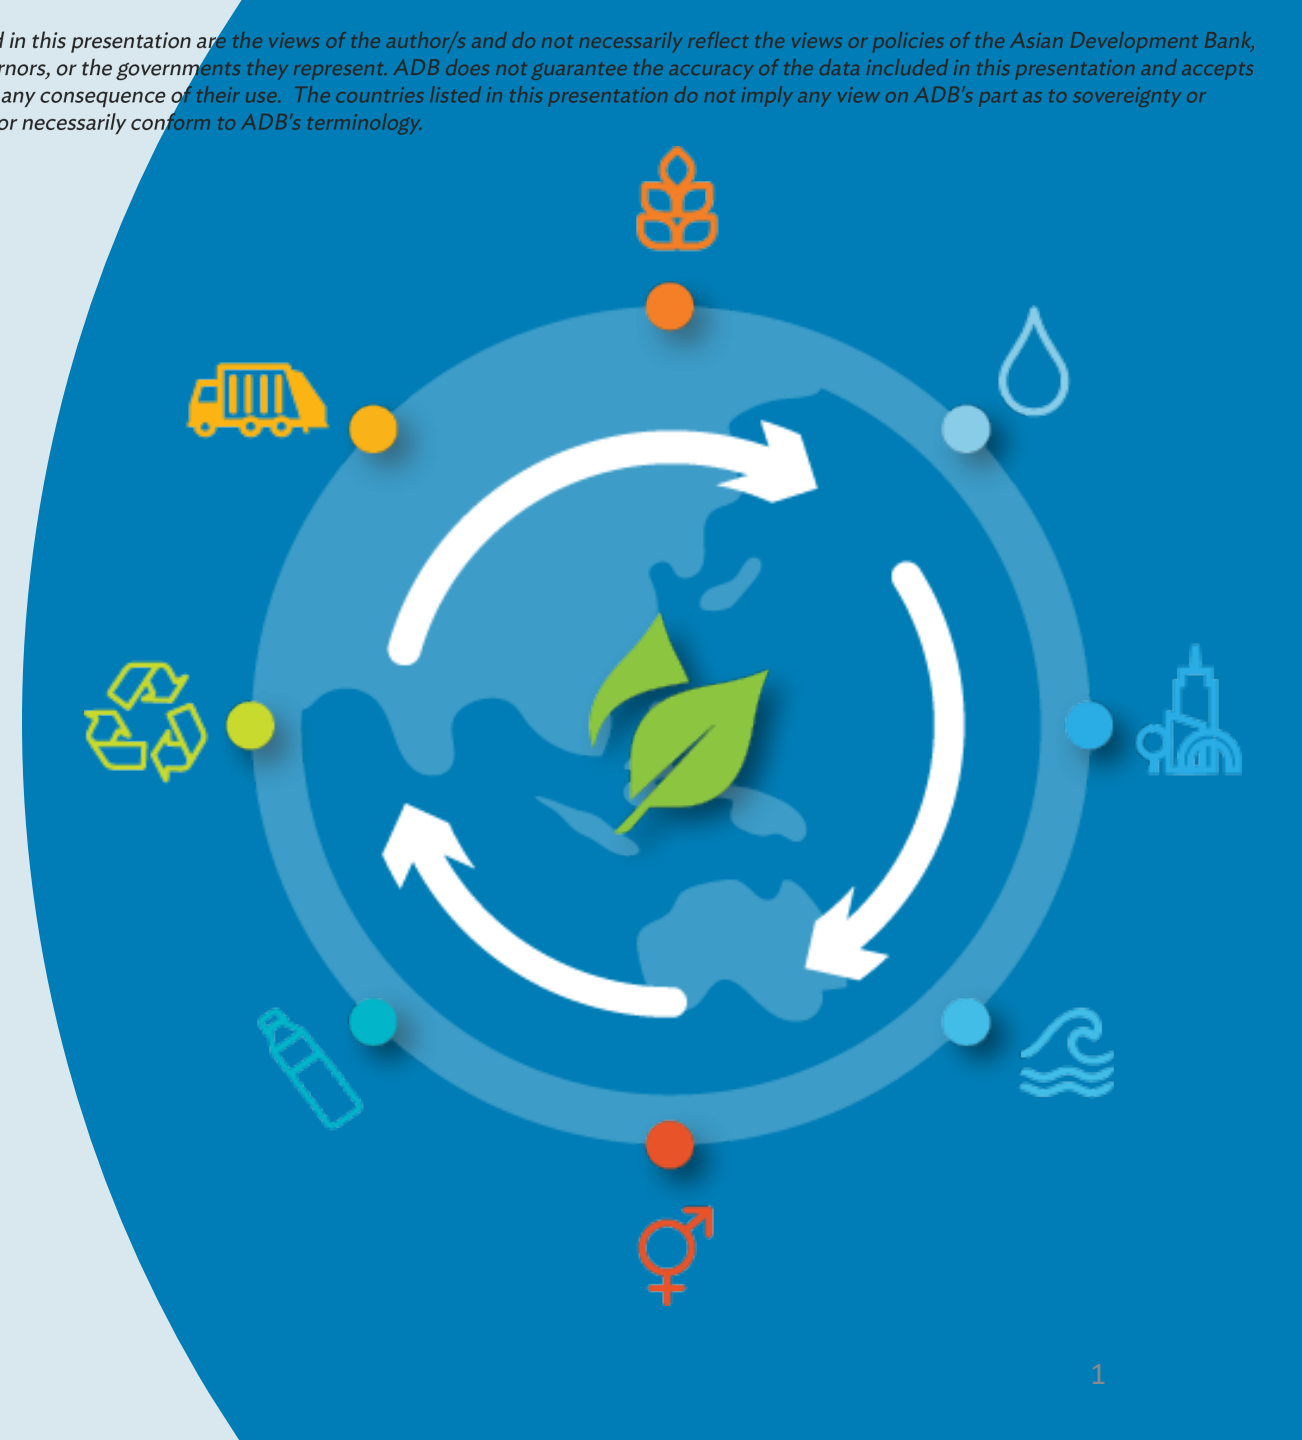 in this presentation are the views of the author/s and do not necessarily reflect the views or policies of the Asian Development Bank,
or the governments they represent. ADB does not guarantee the accuracy of the data included in this presentation and accepts
any consequence of their use. The countries listed in this presentation do not imply any view on ADB's part as to sovereignty or
or necessarily conform to ADB's terminology.
1